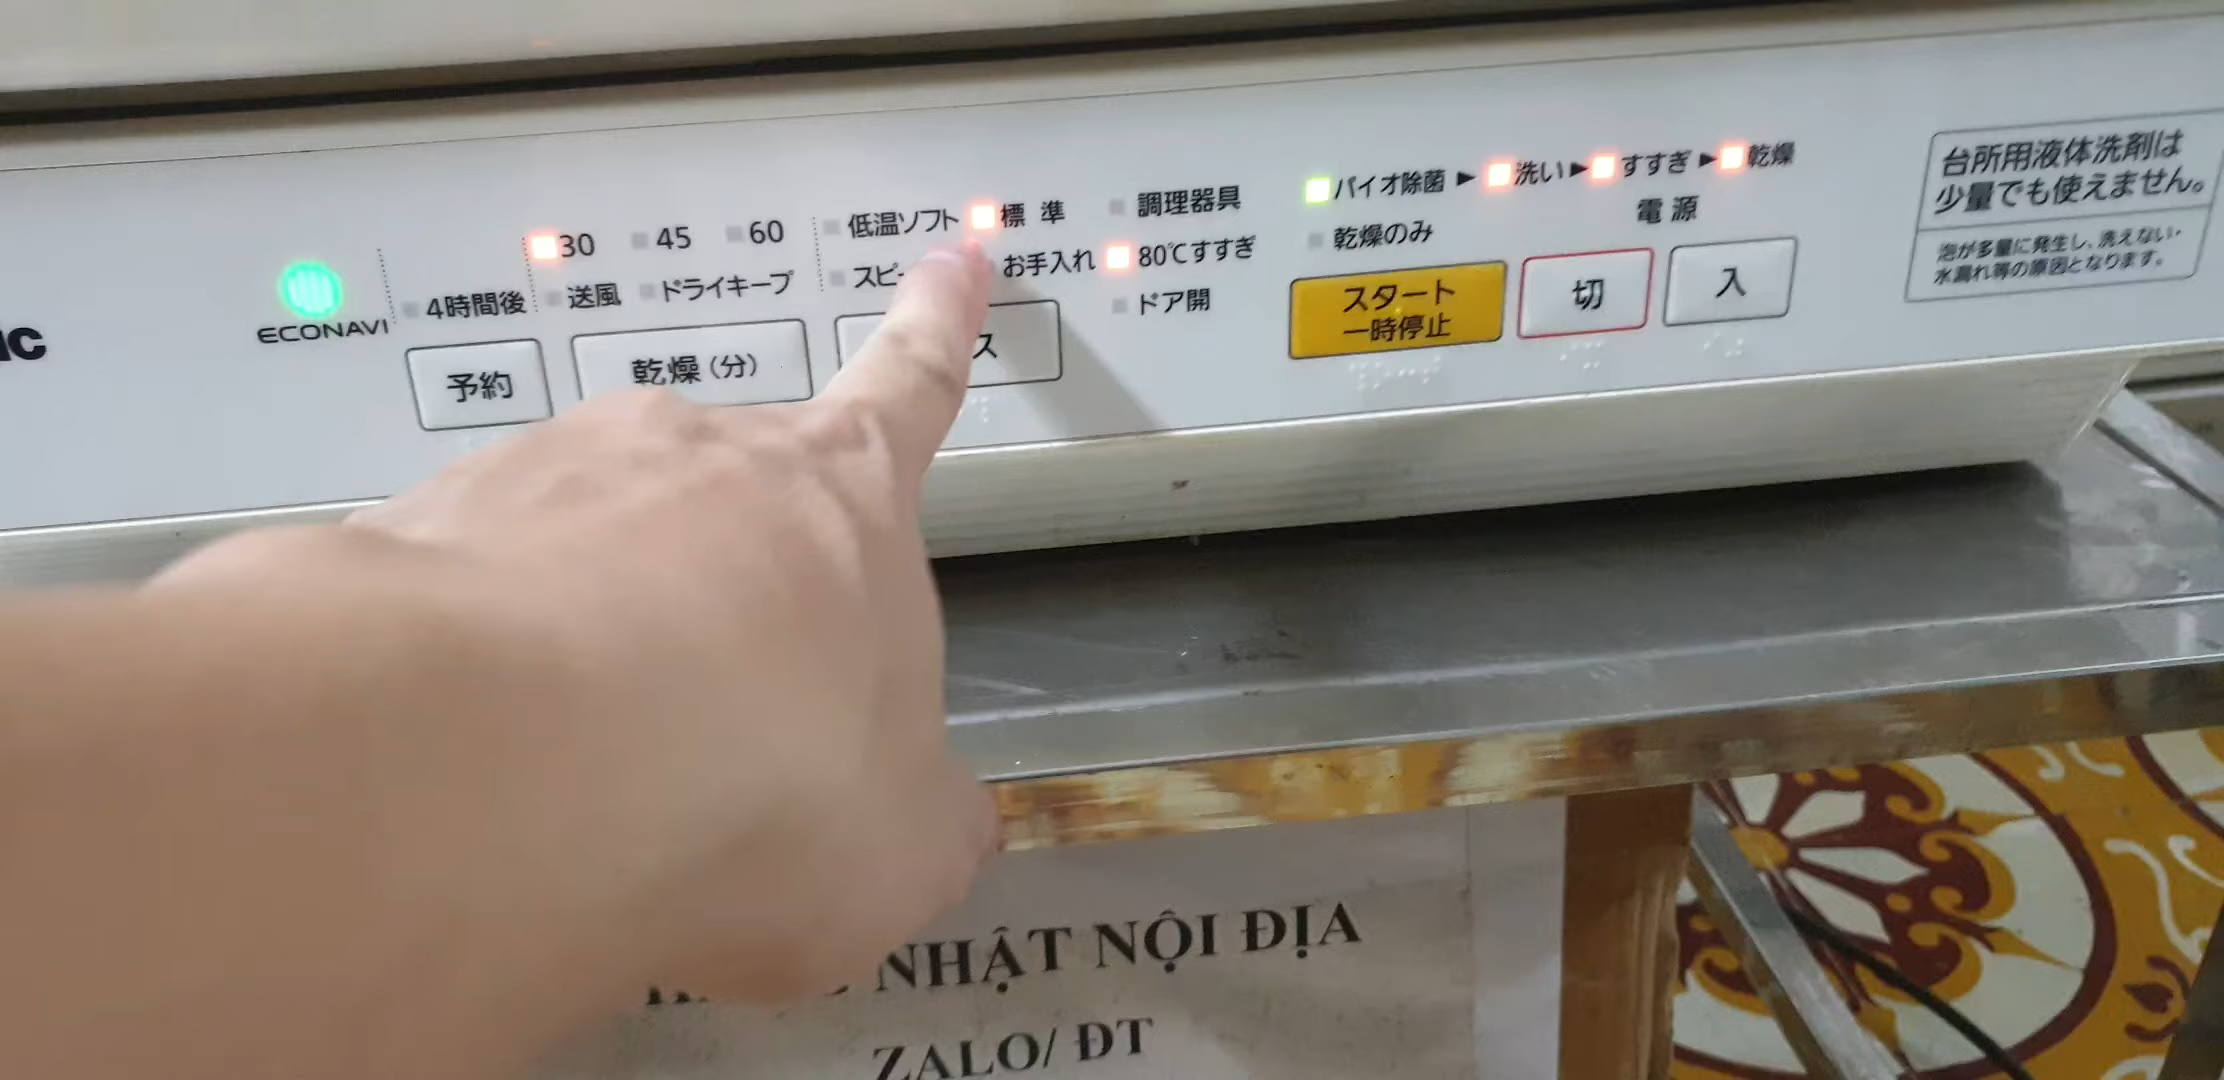 ECONAVI
4時間後
30 45 60
送風 ドライキープ
低温ソフト 標準 調理器具
お手入れ 80℃すすぎ
ドア開
バイオ除菌 ▶ 洗い ▶ すすぎ ▶ 乾燥
乾燥のみ
電源
予約
乾燥(分)
スタート
一時停止
切
入
台所用液体洗剤は
少量でも使えません。
泡が多量に発生し、洗えない・
水漏れ等の原因となります。
NHẬT NỘI ĐỊA
ZALO/ ĐT